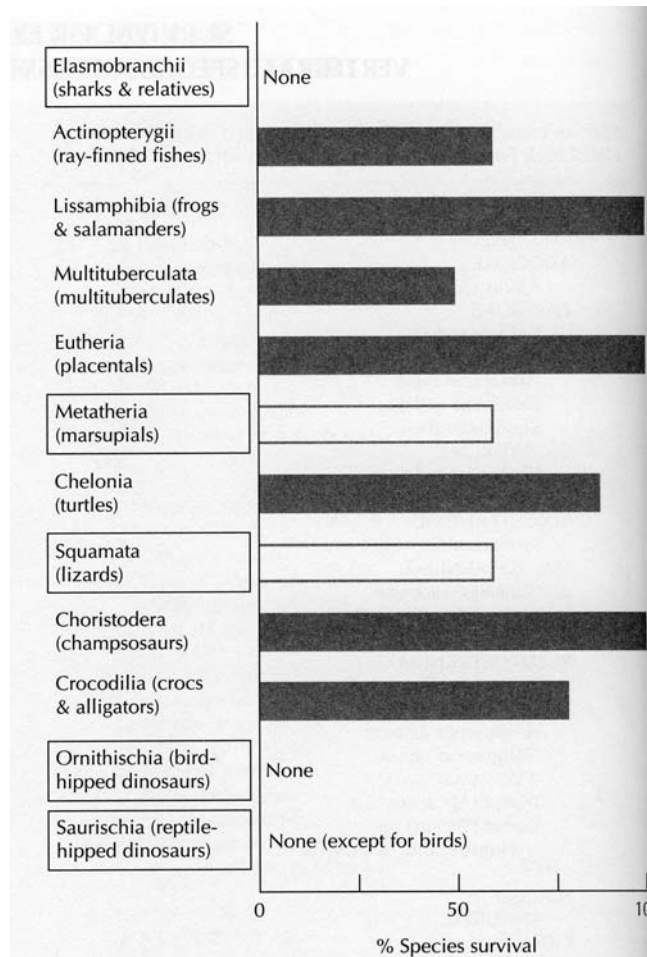 Elasmobranchii
(sharks & relatives)
None
Actinopterygii
(ray-finned fishes)
Lissamphibia (frogs
& salamanders)
Multituberculata
(multituberculates)
Eutheria
(placentals)
Metatheria
(marsupials)
Chelonia
(turtles)
Squamata
(lizards)
Choristodera
(champsosaurs)
Crocodilia (crocs
& alligators)
Ornithischia (bird-
hipped dinosaurs)
None
Saurischia (reptile-
hipped dinosaurs)
None (except for birds)
0 50 10
% Species survival